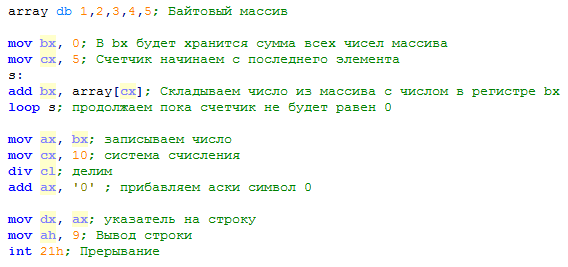 array db 1,2,3,4,5; Байтовый массив
mov bx, 0; В bx будет хранится сумма всех чисел массива
mov cx, 5; Счетчик начинаем с последнего элемента
s:
add bx, array[cx]; Складываем число из массива с числом в регистре bx
loop s; продолжаем пока счетчик не будет равен 0
mov ax, bx; записываем число
mov cx, 10; система счисления
div cl; делим
add ax, '0' ; прибавляем аски символ 0
mov dx, ax; указатель на строку
mov ah, 9; Вывод строки
int 21h; Прерывание